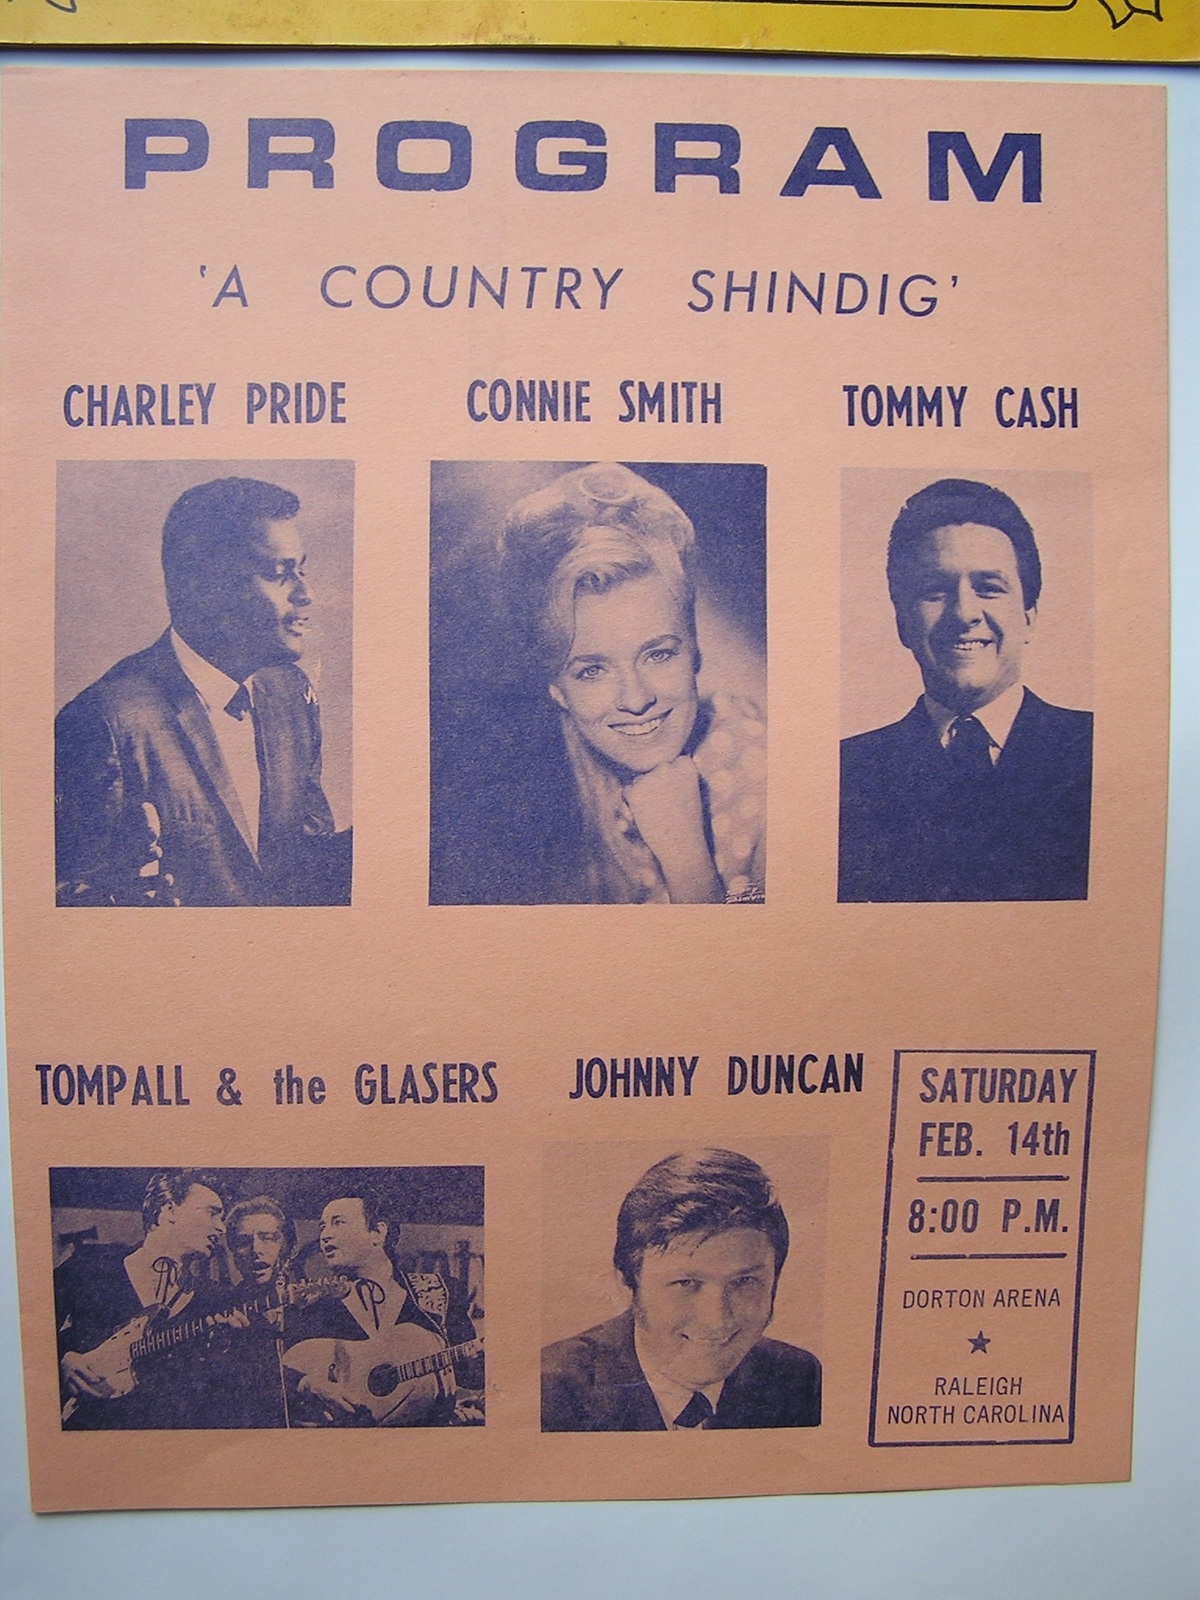 PROGRAM
'A COUNTRY SHINDIG'
CHARLEY PRIDE
CONNIE SMITH
TOMMY CASH
TOMPALL & the GLASERS
JOHNNY DUNCAN
SATURDAY
FEB. 14th
8:00 P.M.
DORTON ARENA
RALEIGH
NORTH CAROLINA